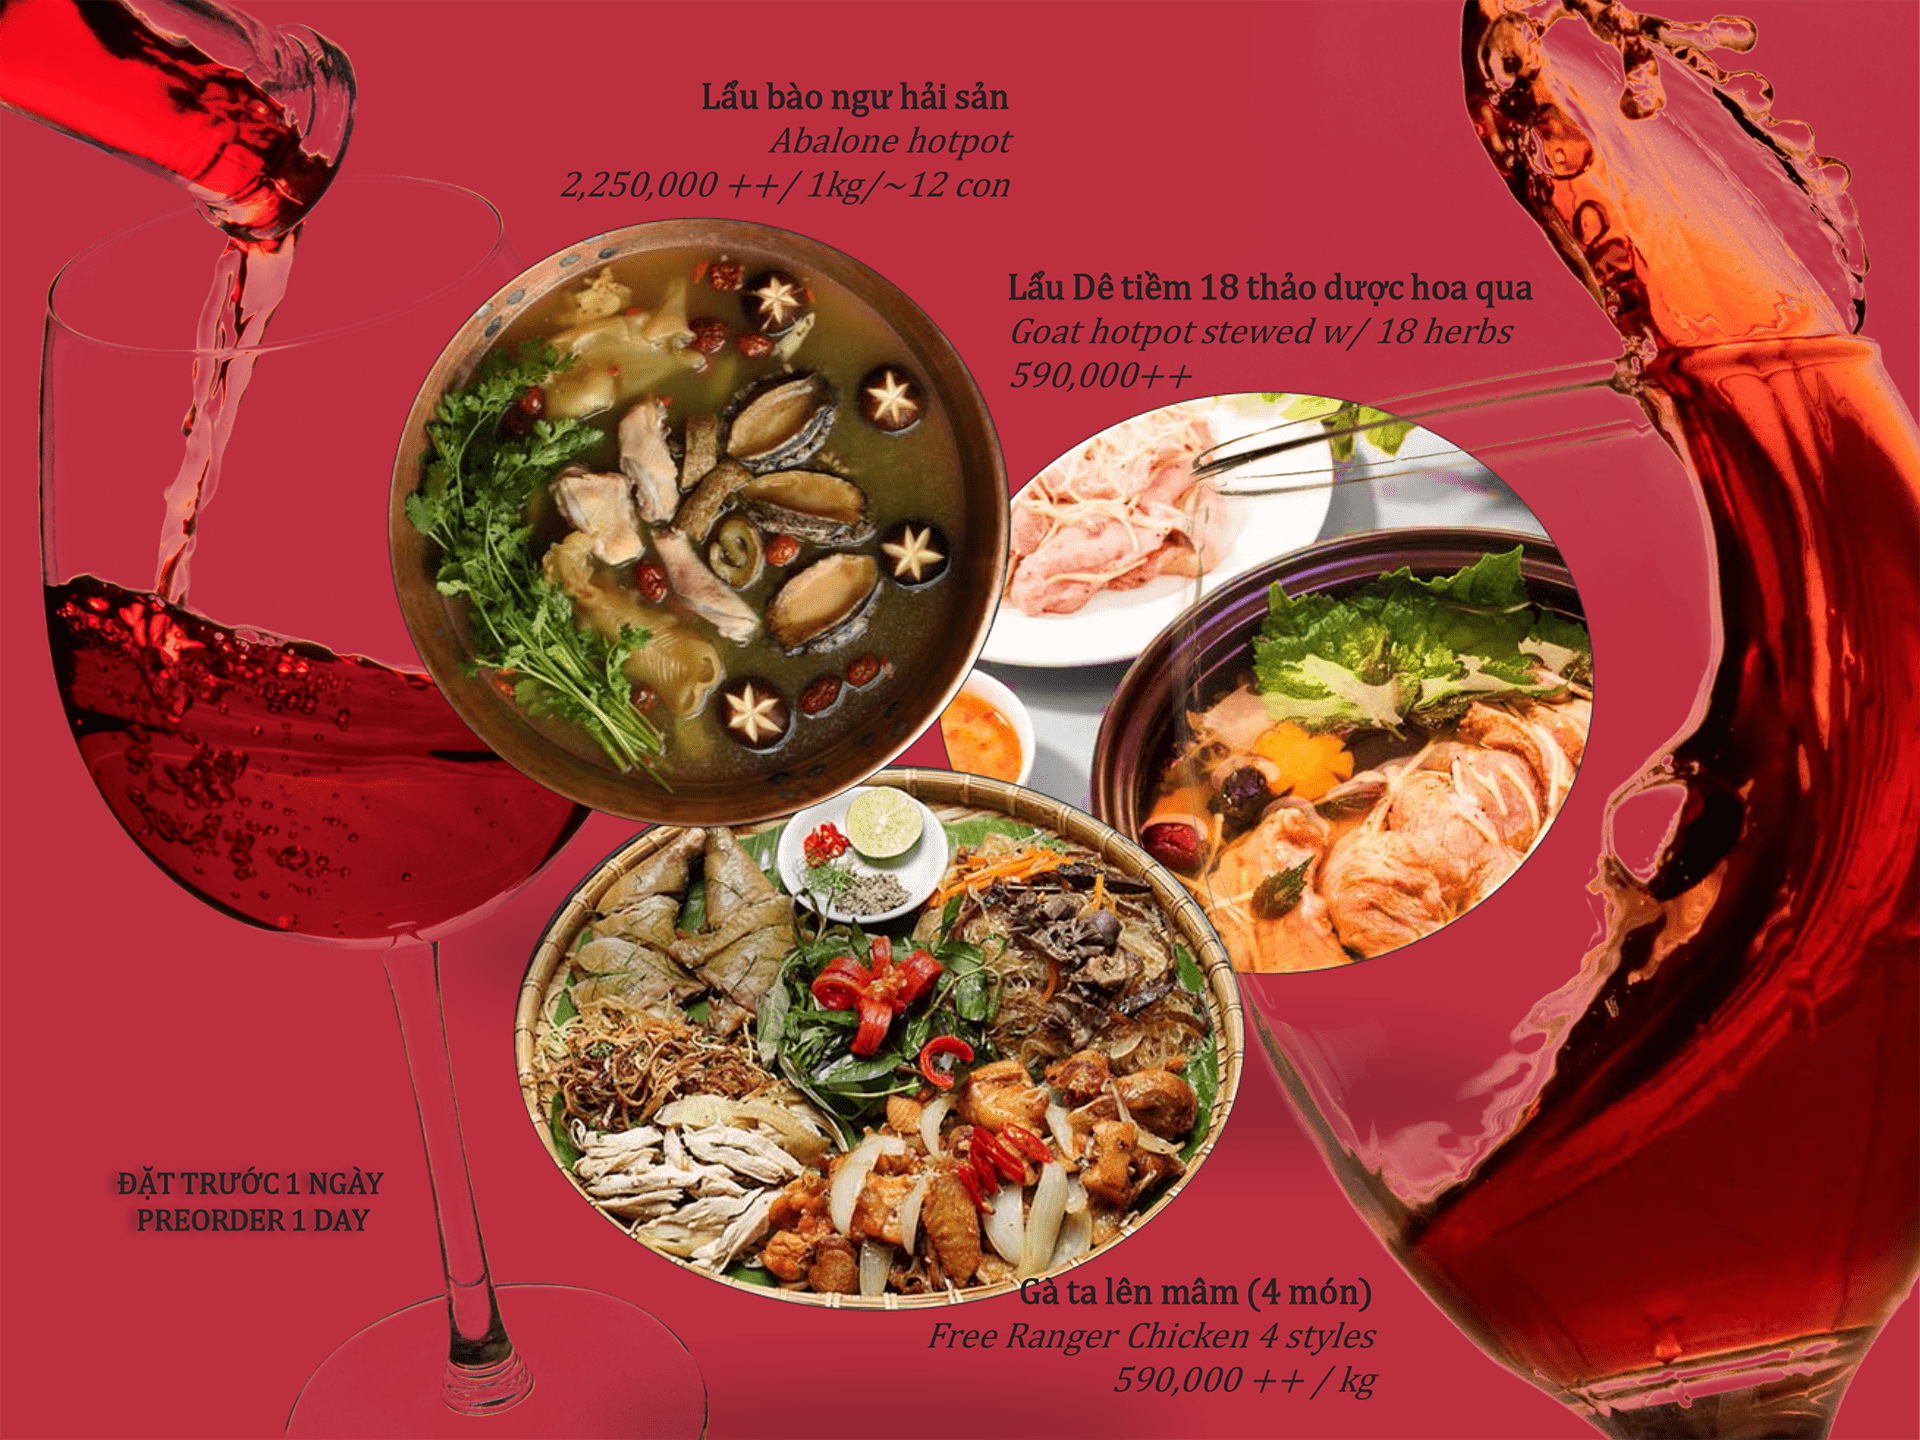 Lẩu bào ngư hải sản
Abalone hotpot
2,250,000 ++/ 1kg/~12 con
Lẩu Dê tiềm 18 thảo dược hoa qua
Goat hotpot stewed w/ 18 herbs
590,000++
ĐẶT TRƯỚC 1 NGÀY
PREORDER 1 DAY
Gà ta lên mâm (4 món)
Free Ranger Chicken 4 styles
590,000 ++ / kg